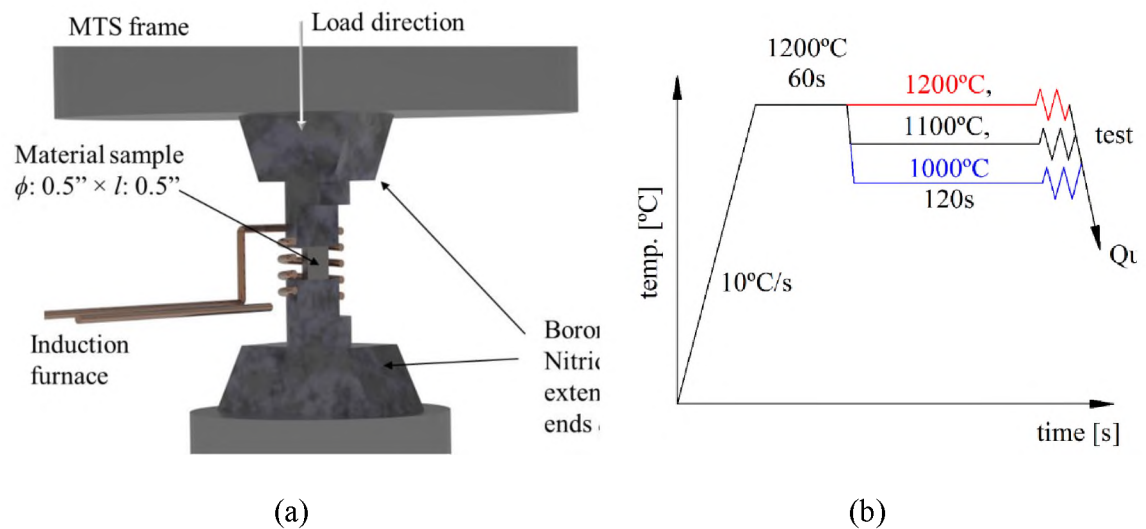 MTS frame
Load direction
Material sample
ϕ: 0.5” × l: 0.5”
Induction
furnace
ends
(a)
1200ºC
60s
1200ºC,
1100ºC,
1000ºC
120s
test
10ºC/s
temp. [ºC]
time [s]
(b)